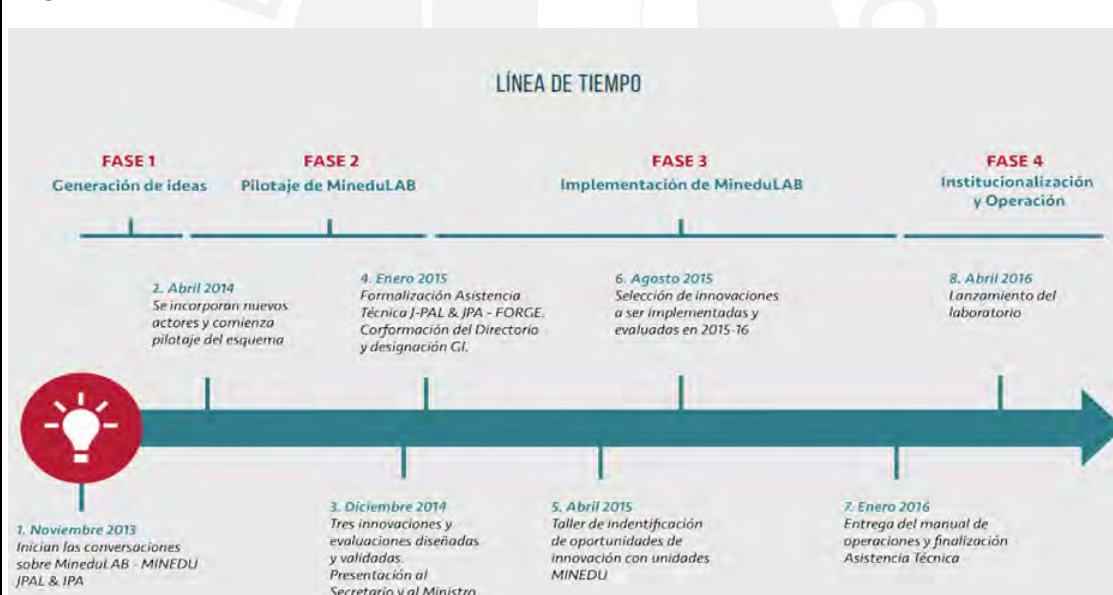 LÍNEA DE TIEMPO
FASE 1
Generación de ideas
FASE 2
Pilotaje de MineduLAB
FASE 3
Implementación de MineduLAB
FASE 4
Institucionalización
y Operación
2. Abril 2014
Se incorporan nuevos
actores y comienza
pilotaje del esquema
4. Enero 2015
Formalización Asistencia
Técnica J-PAL & JPA - FORGE.
Corformación del Directorio
y designación GI.
6. Agosto 2015
Selección de innovaciones
a ser implementadas y
evaluadas en 2015-16
8. Abril 2016
Lanzamiento del
laboratorio
1. Noviembre 2013
Inician las conversaciones
sobre MineduLAB - MINEDU
JPAL & IPA
3. Diciembre 2014
Tres innovaciones y
evaluaciones diseñadas
y validadas.
Presentación al
Secretario y al Ministro
5. Abril 2015
Taller de indentificación
de oportunidades de
innovación con unidades
MINEDU
7. Enero 2016
Entrega del manual de
operaciones y finalización
Asistencia Técnica